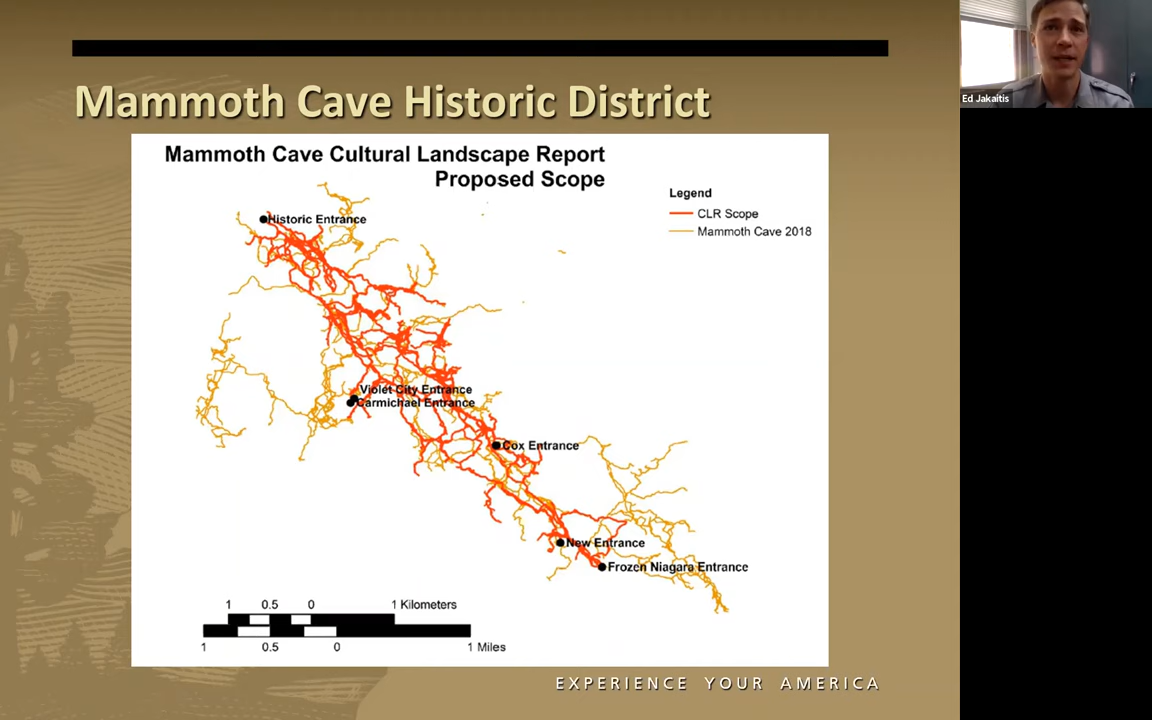 Mammoth Cave Historic District
Ed Jakaitis
Mammoth Cave Cultural Landscape Report
Proposed Scope
Legend
CLR Scope
Mammoth Cave 2018
Historic Entrance
Violet City Entrance
Carmichael Entrance
Cox Entrance
New Entrance
Frozen Niagara Entrance
1 0.5 0 1 Kilometers
1 0.5 0 1 Miles
EXPERIENCE YOUR AMERICA